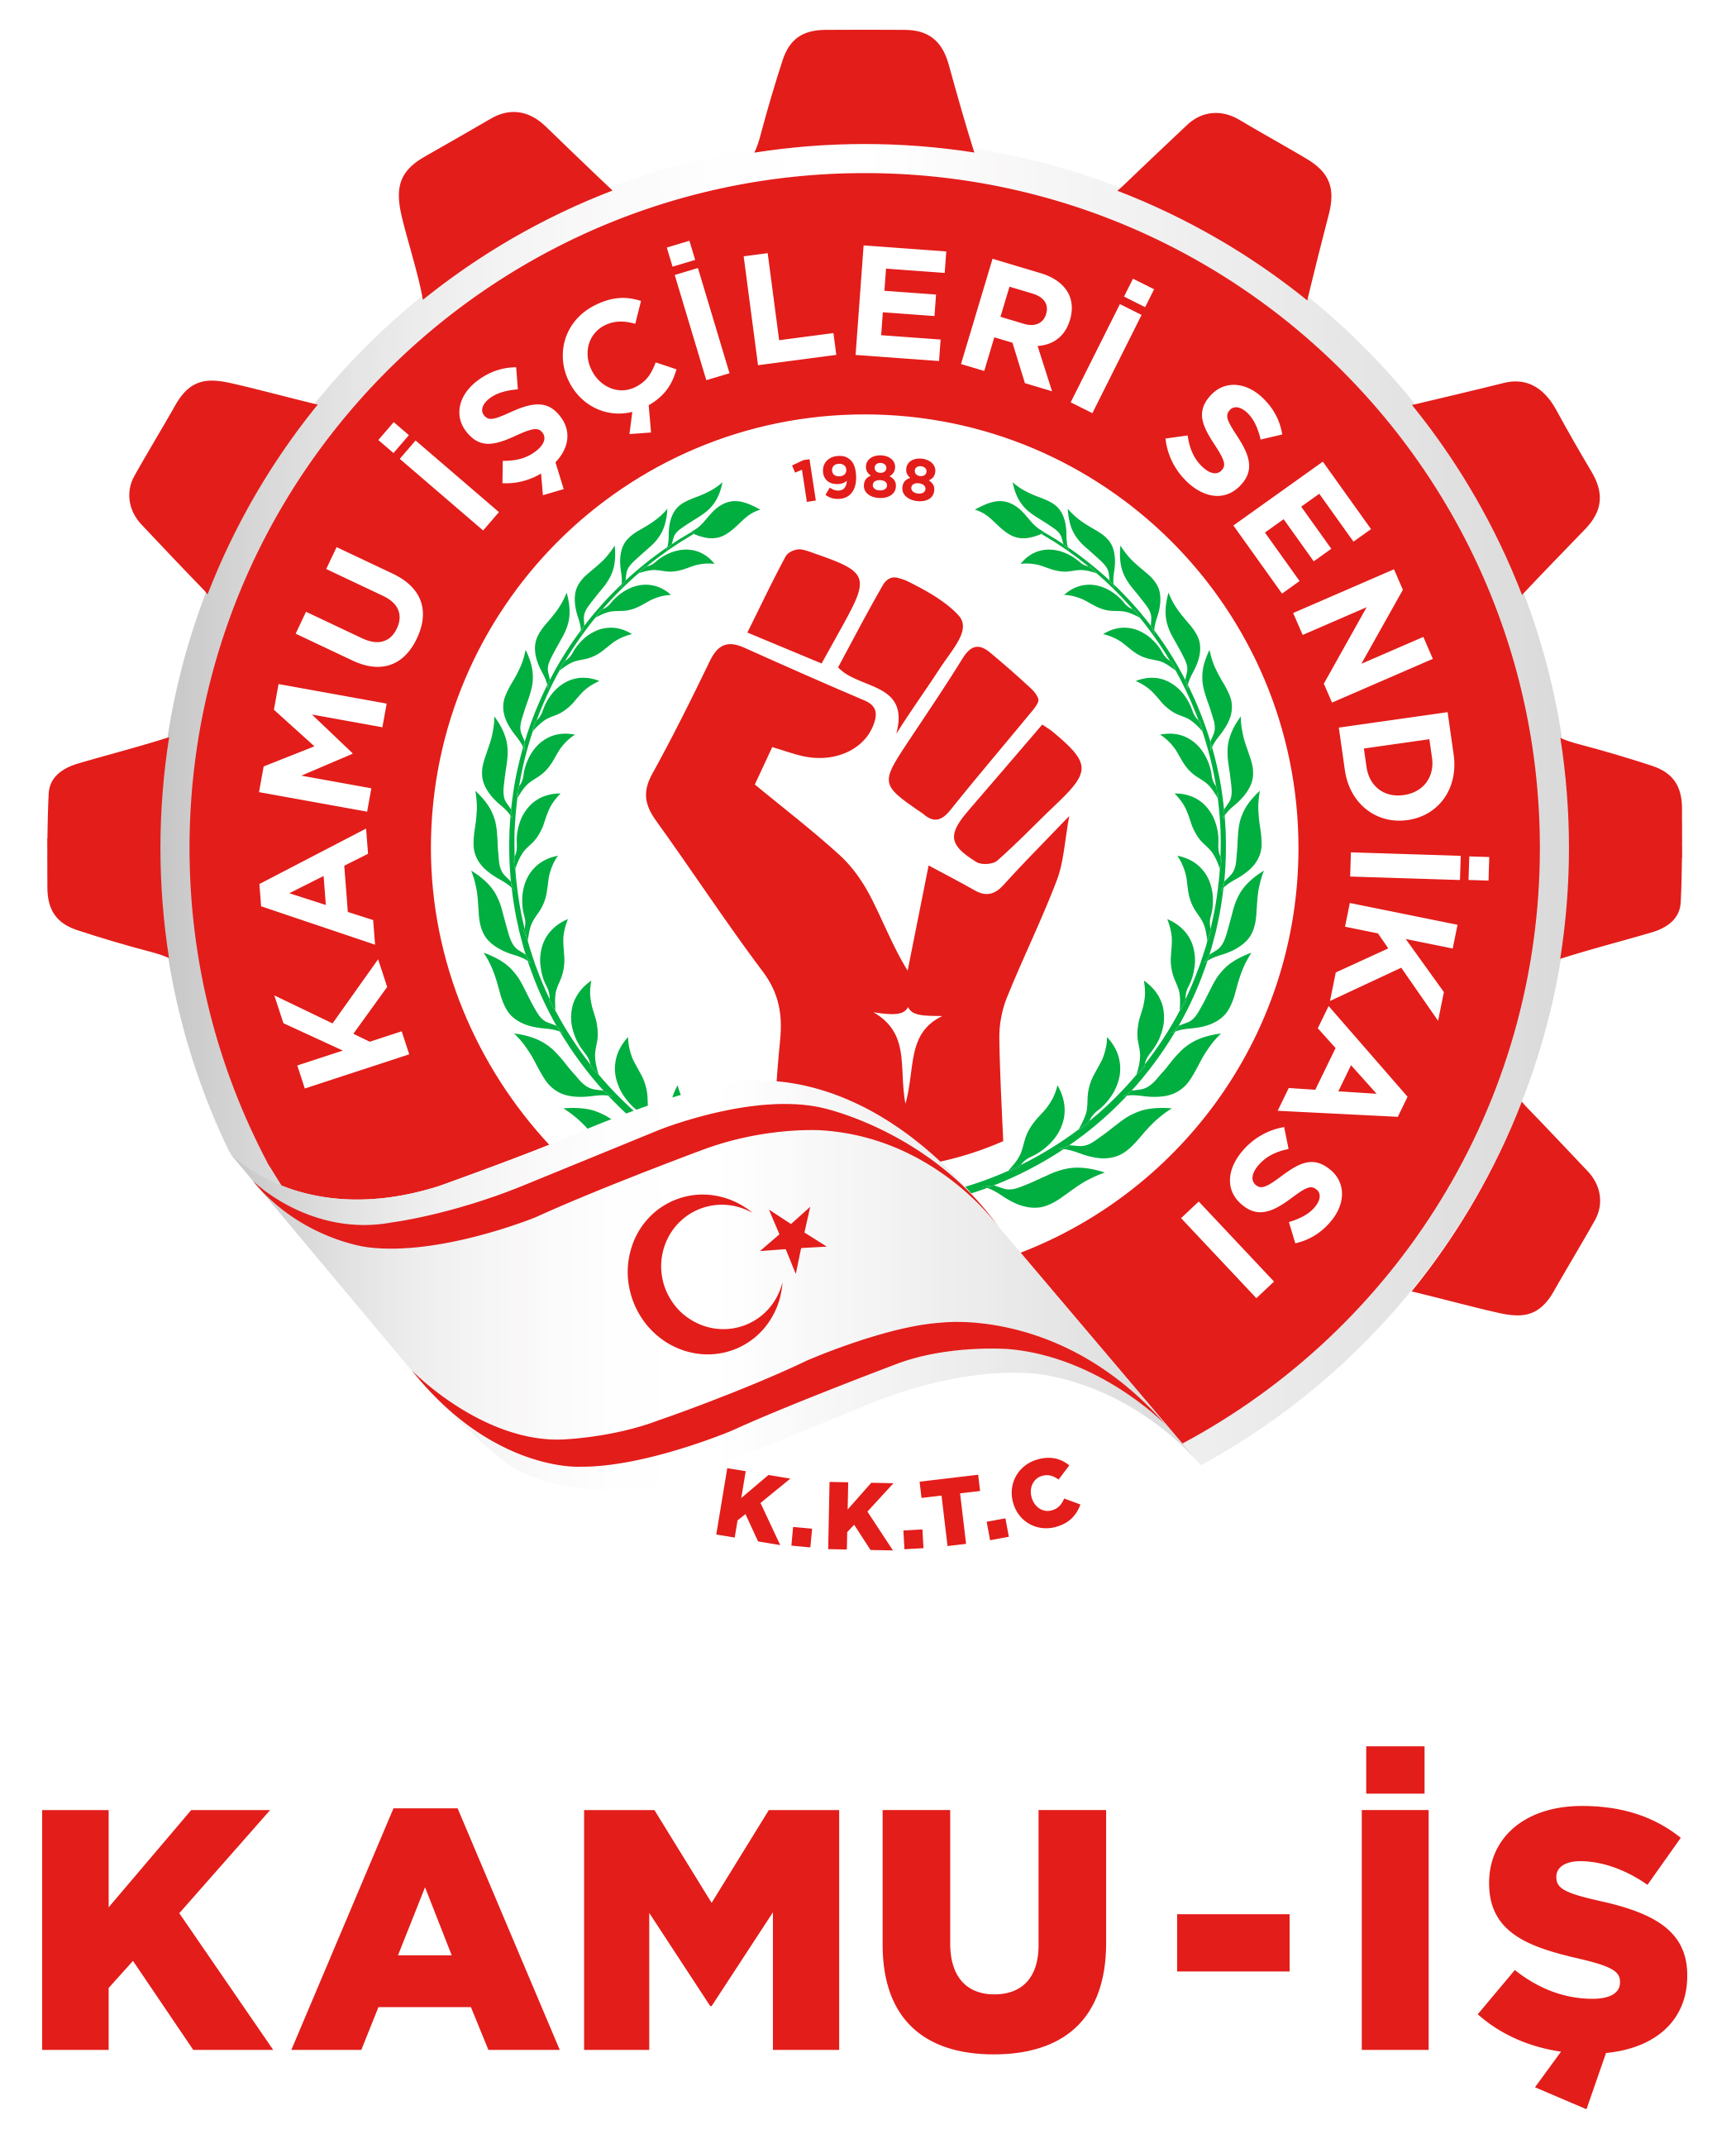 KAMU İŞÇİLERİ SENDİKASI
1988
K.K.T.C
KAMU-İŞ